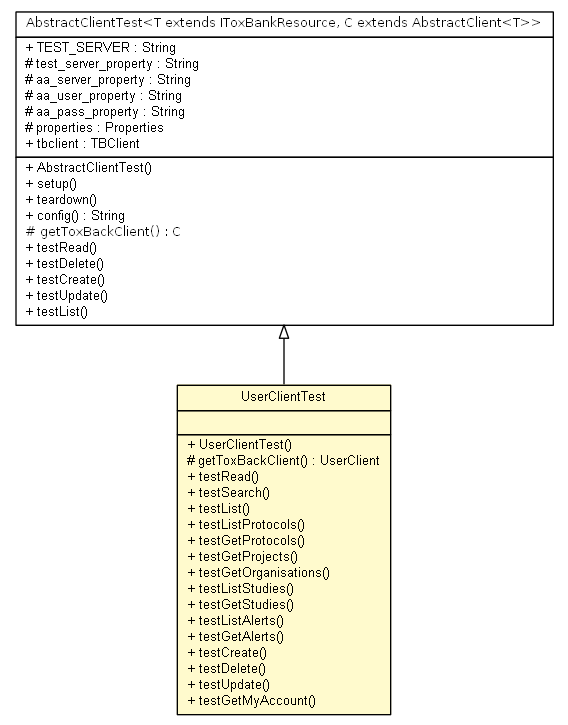 AbstractClientTest<T extends IToxBankResource, C extends AbstractClient<T>>
+ TEST_SERVER : String
# test_server_property : String
# aa_server_property : String
# aa_user_property : String
# aa_pass_property : String
# properties : Properties
+ tbclient : TBClient
+ AbstractClientTest()
+ setup()
+ teardown()
+ config() : String
# getToxBackClient() : C
+ testRead()
+ testDelete()
+ testCreate()
+ testUpdate()
+ testList()
UserClientTest
+ UserClientTest()
# getToxBackClient() : UserClient
+ testRead()
+ testSearch()
+ testList()
+ testListProtocols()
+ testGetProtocols()
+ testGetProjects()
+ testGetOrganisations()
+ testListStudies()
+ testGetStudies()
+ testListAlerts()
+ testGetAlerts()
+ testCreate()
+ testDelete()
+ testUpdate()
+ testGetMyAccount()